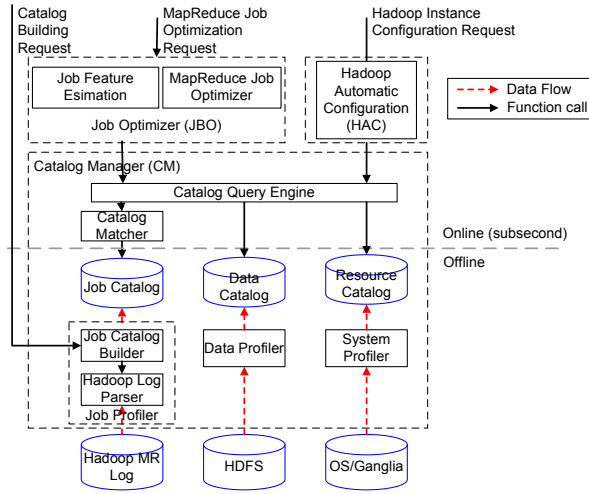 Catalog
Building
Request
MapReduce Job
Optimization
Request
Hadoop Instance
Configuration Request
Job Feature
Esimation
MapReduce Job
Optimizer
Job Optimizer (JBO)
Hadoop
Automatic
Configuration
(HAC)
Data Flow
Function call
Catalog Manager (CM)
Catalog Query Engine
Catalog
Matcher
Online (subsecond)
Offline
Job Catalog
Data
Catalog
Resource
Catalog
Job Catalog
Builder
Data Profiler
System
Profiler
Hadoop Log
Parser
Job Profiler
Hadoop MR
Log
HDFS
OS/Ganglia